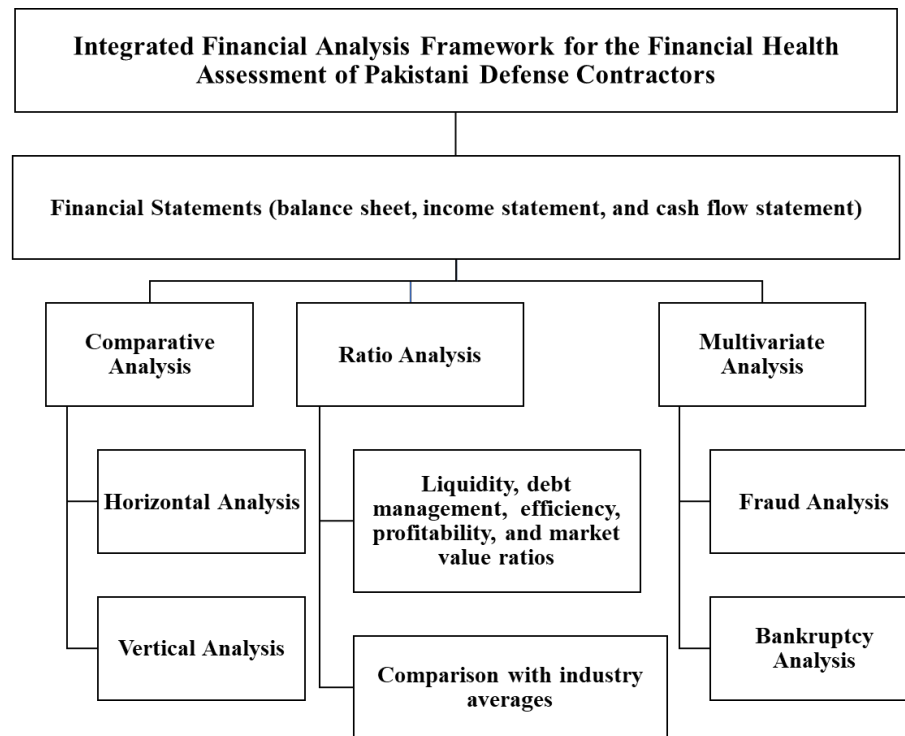 Integrated Financial Analysis Framework for the Financial Health
Assessment of Pakistani Defense Contractors
Financial Statements (balance sheet, income statement, and cash flow statement)
Comparative
Analysis
Horizontal Analysis
Vertical Analysis
Ratio Analysis
Liquidity, debt
management, efficiency,
profitability, and market
value ratios
Comparison with industry
averages
Multivariate
Analysis
Fraud Analysis
Bankruptcy
Analysis